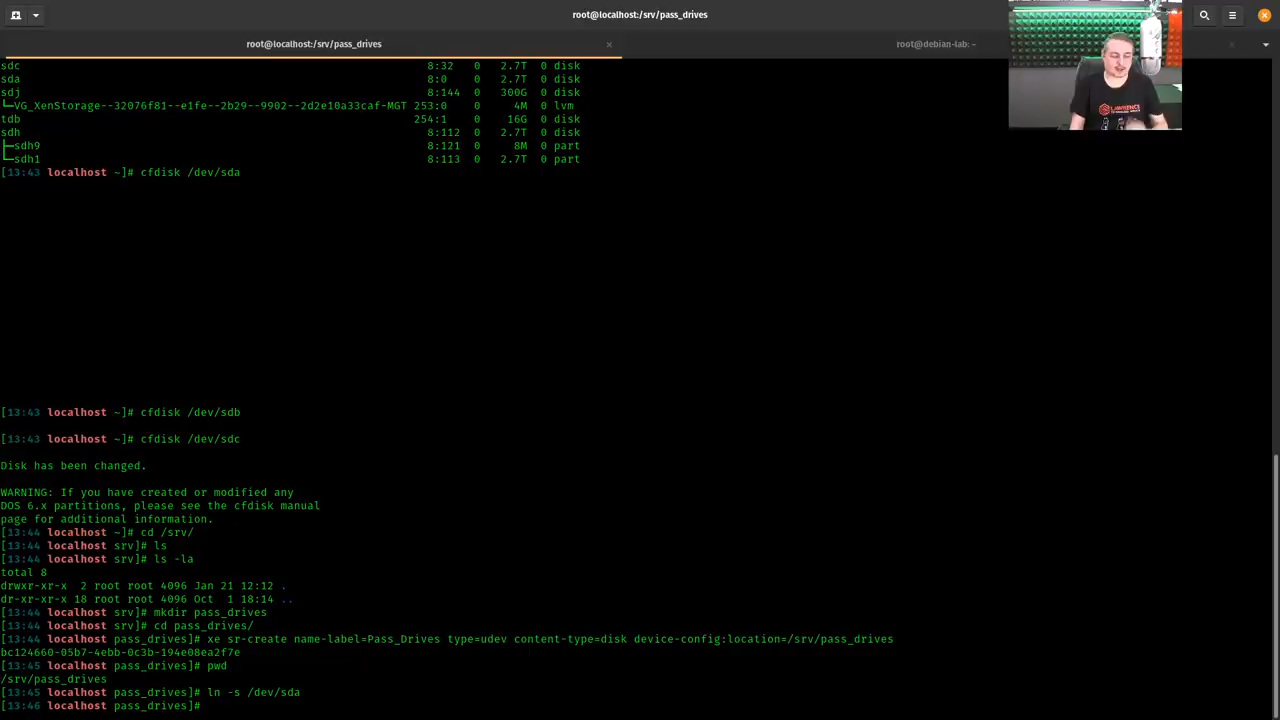 root@localhost:/srv/pass_drives
root@localhost:/srv/pass_drives
root@debian-lab: ~
sdc 8:32 0 2.7T 0 disk
sda 8:0 0 2.7T 0 disk
sdj 8:144 0 300G 0 disk
└─VG_XenStorage--32076f81--e1fe--2b29--9902--2d2e10a33caf-MGT 253:0 0 4M 0 lvm
tdb 254:1 0 16G 0 disk
sdh 8:112 0 2.7T 0 disk
├─sdh9 8:121 0 8M 0 part
└─sdh1 8:113 0 2.7T 0 part
[13:43 localhost ~]# cfdisk /dev/sda
[13:43 localhost ~]# cfdisk /dev/sdb
[13:43 localhost ~]# cfdisk /dev/sdc
Disk has been changed.
WARNING: If you have created or modified any
DOS 6.x partitions, please see the cfdisk manual
page for additional information.
[13:44 localhost ~]# cd /srv/
[13:44 localhost srv]# ls
[13:44 localhost srv]# ls -la
total 8
drwxr-xr-x 2 root root 4096 Jan 21 12:12 .
dr-xr-xr-x 18 root root 4096 Oct 1 18:14 ..
[13:44 localhost srv]# mkdir pass_drives
[13:44 localhost srv]# cd pass_drives/
[13:44 localhost pass_drives]# xe sr-create name-label=Pass_Drives type=udev content-type=disk device-config:location=/srv/pass_drives
bc124660-05b7-4ebb-0c3b-194e08ea2f7e
[13:45 localhost pass_drives]# pwd
/srv/pass_drives
[13:45 localhost pass_drives]# ln -s /dev/sda
[13:46 localhost pass_drives]#
LAWRENCE